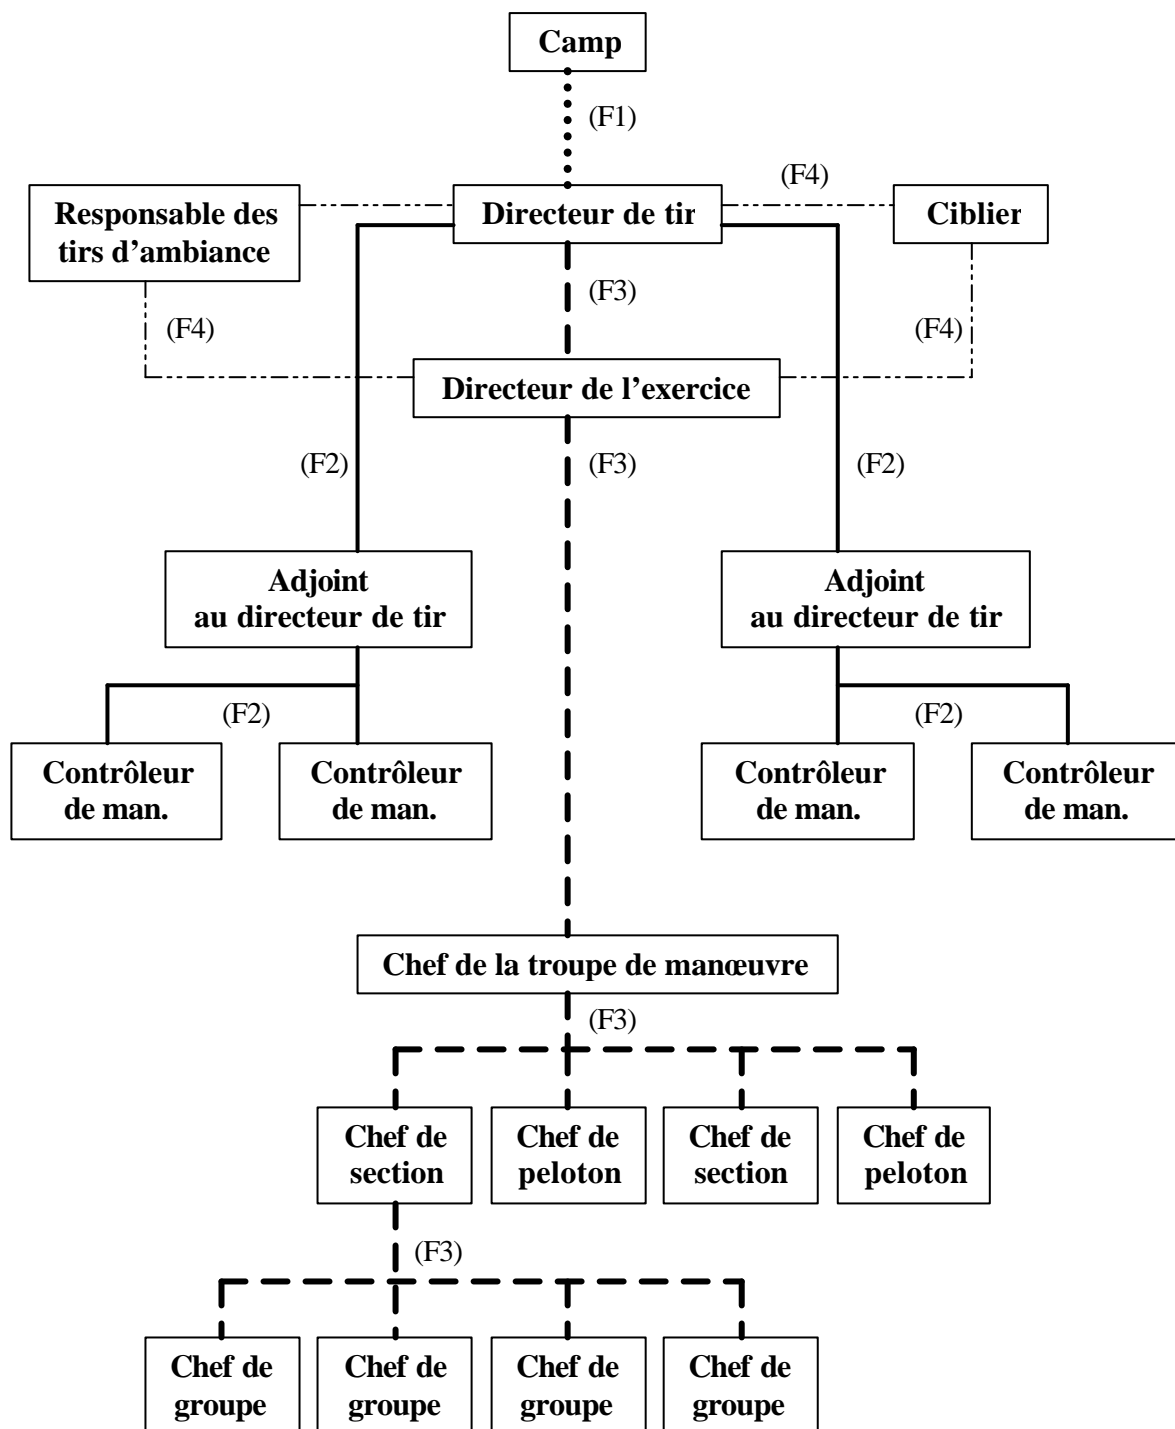 Camp
(F1)
(F4)
Responsable des
tirs d’ambiance
Directeur de tir
Ciblier
(F3)
(F4)
(F4)
Directeur de l’exercice
(F2)
(F3)
(F2)
Adjoint
au directeur de tir
Adjoint
au directeur de tir
(F2)
(F2)
Contrôleur
de man.
Contrôleur
de man.
Contrôleur
de man.
Contrôleur
de man.
Chef de la troupe de manœuvre
(F3)
Chef de
section
Chef de
peloton
Chef de
section
Chef de
peloton
(F3)
Chef de
groupe
Chef de
groupe
Chef de
groupe
Chef de
groupe